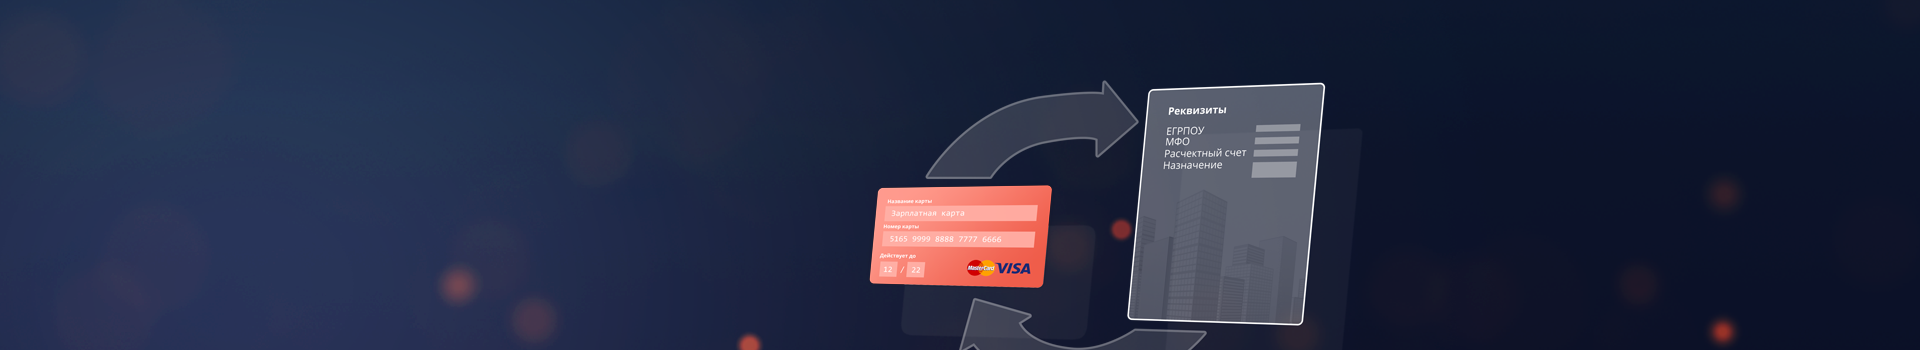 Реквизиты
ЕГРПОУ
МФО
Расчектный счет
Назначение
Название карты
Зарплатная карта
Номер карты
5165 9999 8888 7777 6666
Действует до
12 / 22
MasterCard VISA